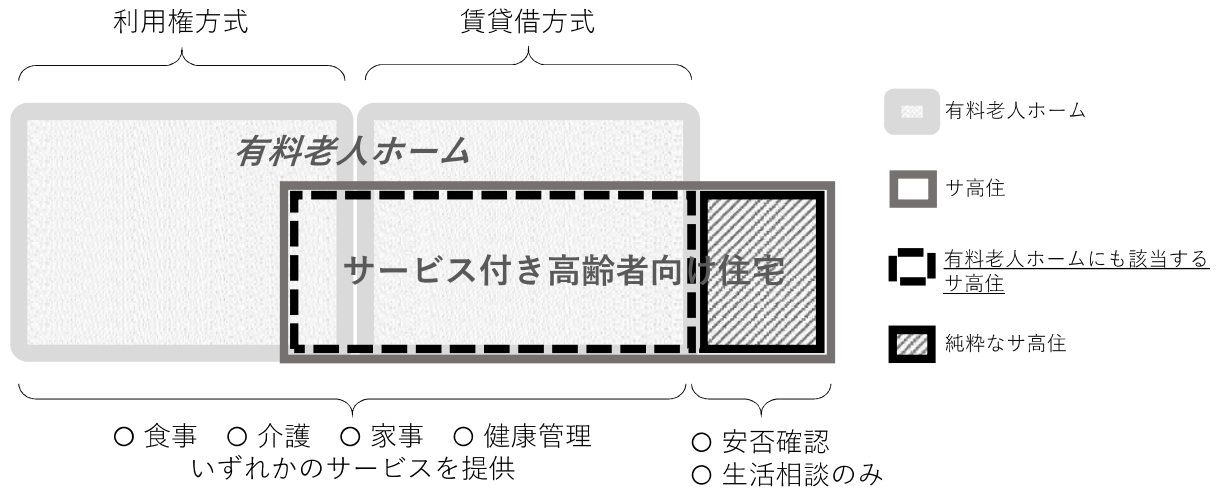 利用権方式
賃貸借方式
有料老人ホーム
サービス付き高齢者向け住宅
○ 食事 ○ 介護 ○ 家事 ○ 健康管理
いずれかのサービスを提供
○ 安否確認
○ 生活相談のみ
有料老人ホーム
サ高住
有料老人ホームにも該当する
サ高住
純粋なサ高住